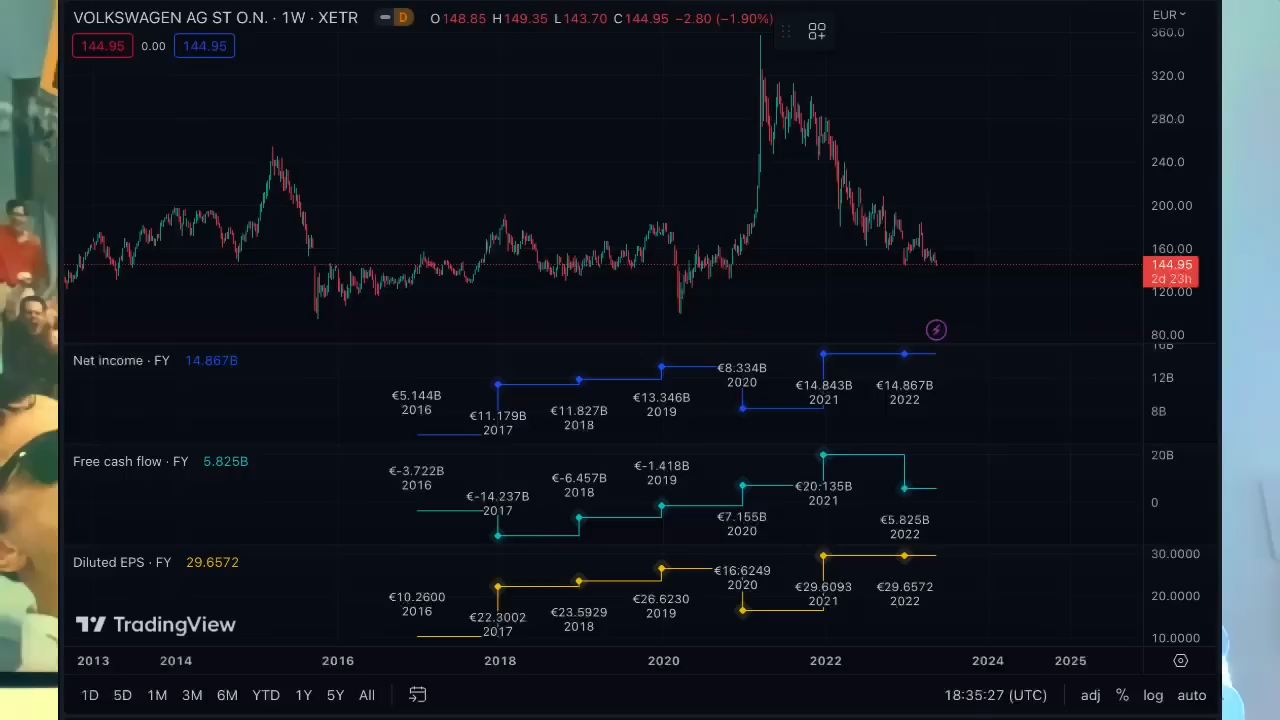 VOLKSWAGEN AG ST O.N. · 1W · XETR D O148.85 H149.35 L143.70 C144.95 −2.80 (−1.90%) EUR
144.95 0.00 144.95
360.0
320.0
280.0
240.0
200.00
160.00
144.95
2d 23h
120.00
80.00
Net income · FY 14.867B
16B
12B
8B
€5.144B
2016
€11.179B
2017
€11.827B
2018
€13.346B
2019
€8.334B
2020
€14.843B
2021
€14.867B
2022
Free cash flow · FY 5.825B
20B
0
€-3.722B
2016
€-14.237B
2017
€-6.457B
2018
€-1.418B
2019
€7.155B
2020
€20.135B
2021
€5.825B
2022
Diluted EPS · FY 29.6572
30.0000
20.0000
10.0000
€10.2600
2016
€22.3002
2017
€23.5929
2018
€26.6230
2019
€16.6249
2020
€29.6093
2021
€29.6572
2022
TradingView
2013 2014 2016 2018 2020 2022 2024 2025
1D 5D 1M 3M 6M YTD 1Y 5Y All 18:35:27 (UTC) adj % log auto